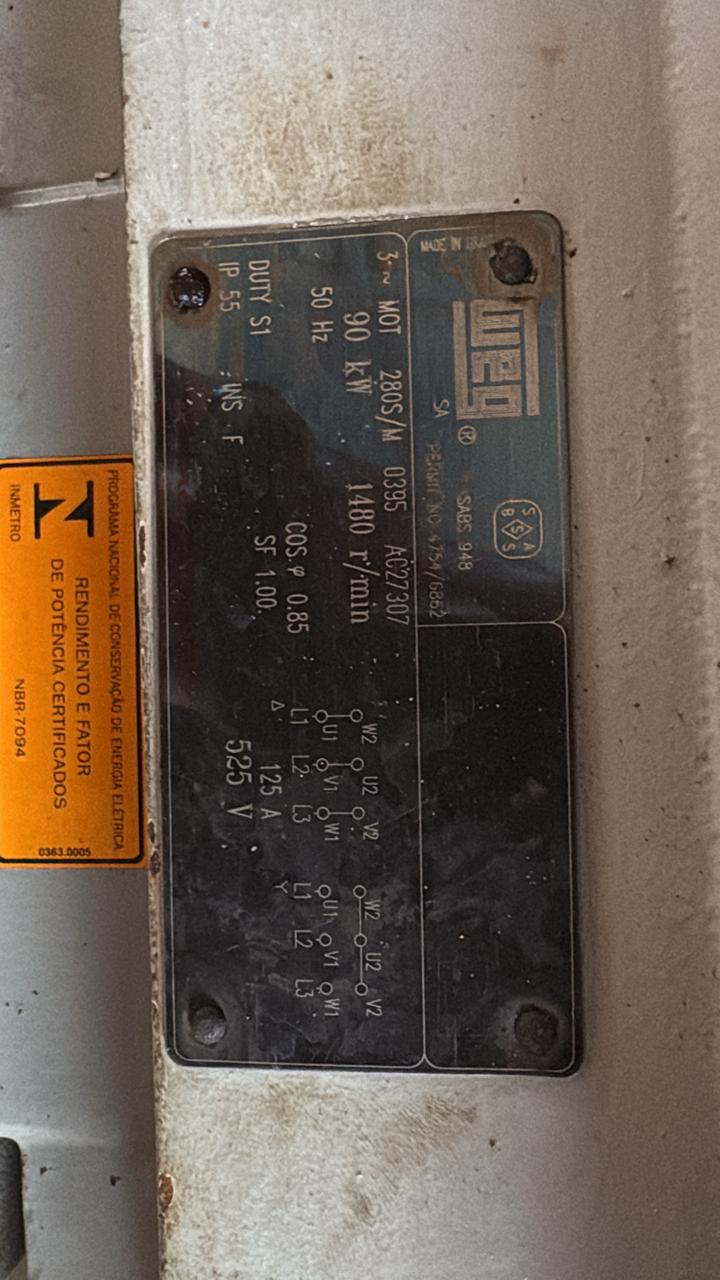 MADE IN
WEG ®
S A B S S
SABS 948
SA PERMIT NO 4754/6862
3 ~ MOT 280S/M 0395 AG27307
90 kW 1480 r/min
50 Hz
COS φ 0.85
DUTY S1 SF 1.00
IP 55 INS F
W2 U2 V2
U1 V1 W1
L1 L2 L3
Δ
125 A
525 V
W2 U2 V2
U1 V1 W1
L1 L2 L3
Y
PROGRAMA NACIONAL DE CONSERVAÇÃO DE ENERGIA ELÉTRICA
RENDIMENTO E FATOR
DE POTÊNCIA CERTIFICADOS
INMETRO
NBR-7094
0363.0005